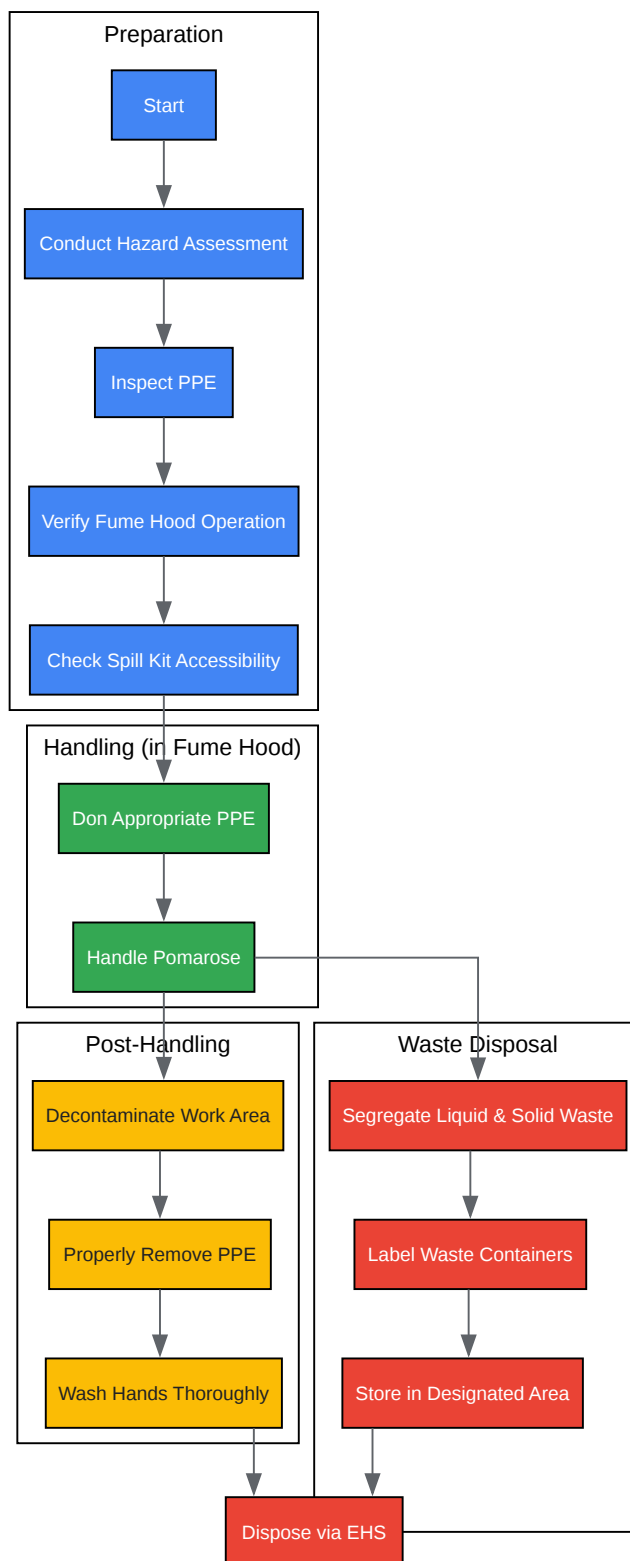 Preparation
Start
Conduct Hazard Assessment
Inspect PPE
Verify Fume Hood Operation
Check Spill Kit Accessibility
Handling (in Fume Hood)
Don Appropriate PPE
Handle Pomarose
Post-Handling
Decontaminate Work Area
Properly Remove PPE
Wash Hands Thoroughly
Waste Disposal
Segregate Liquid & Solid Waste
Label Waste Containers
Store in Designated Area
Dispose via EHS